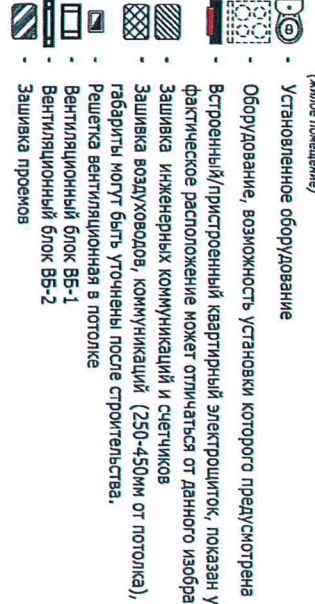 (жилое помещение)
- Установленное оборудование
- Оборудование, возможность установки которого предусмотрена
- Встроенный/пристроенный квартирный электрощиток, показан у
фактическое расположение может отличаться от данного изобра
- Зашивка инженерных коммуникаций и счетчиков
- Зашивка воздуховодов, коммуникаций (250-450мм от потолка),
габариты могут быть уточнены после строительства.
- Решетка вентиляционная в потолке
- Вентиляционный блок ВБ-1
- Вентиляционный блок ВБ-2
- Зашивка проемов